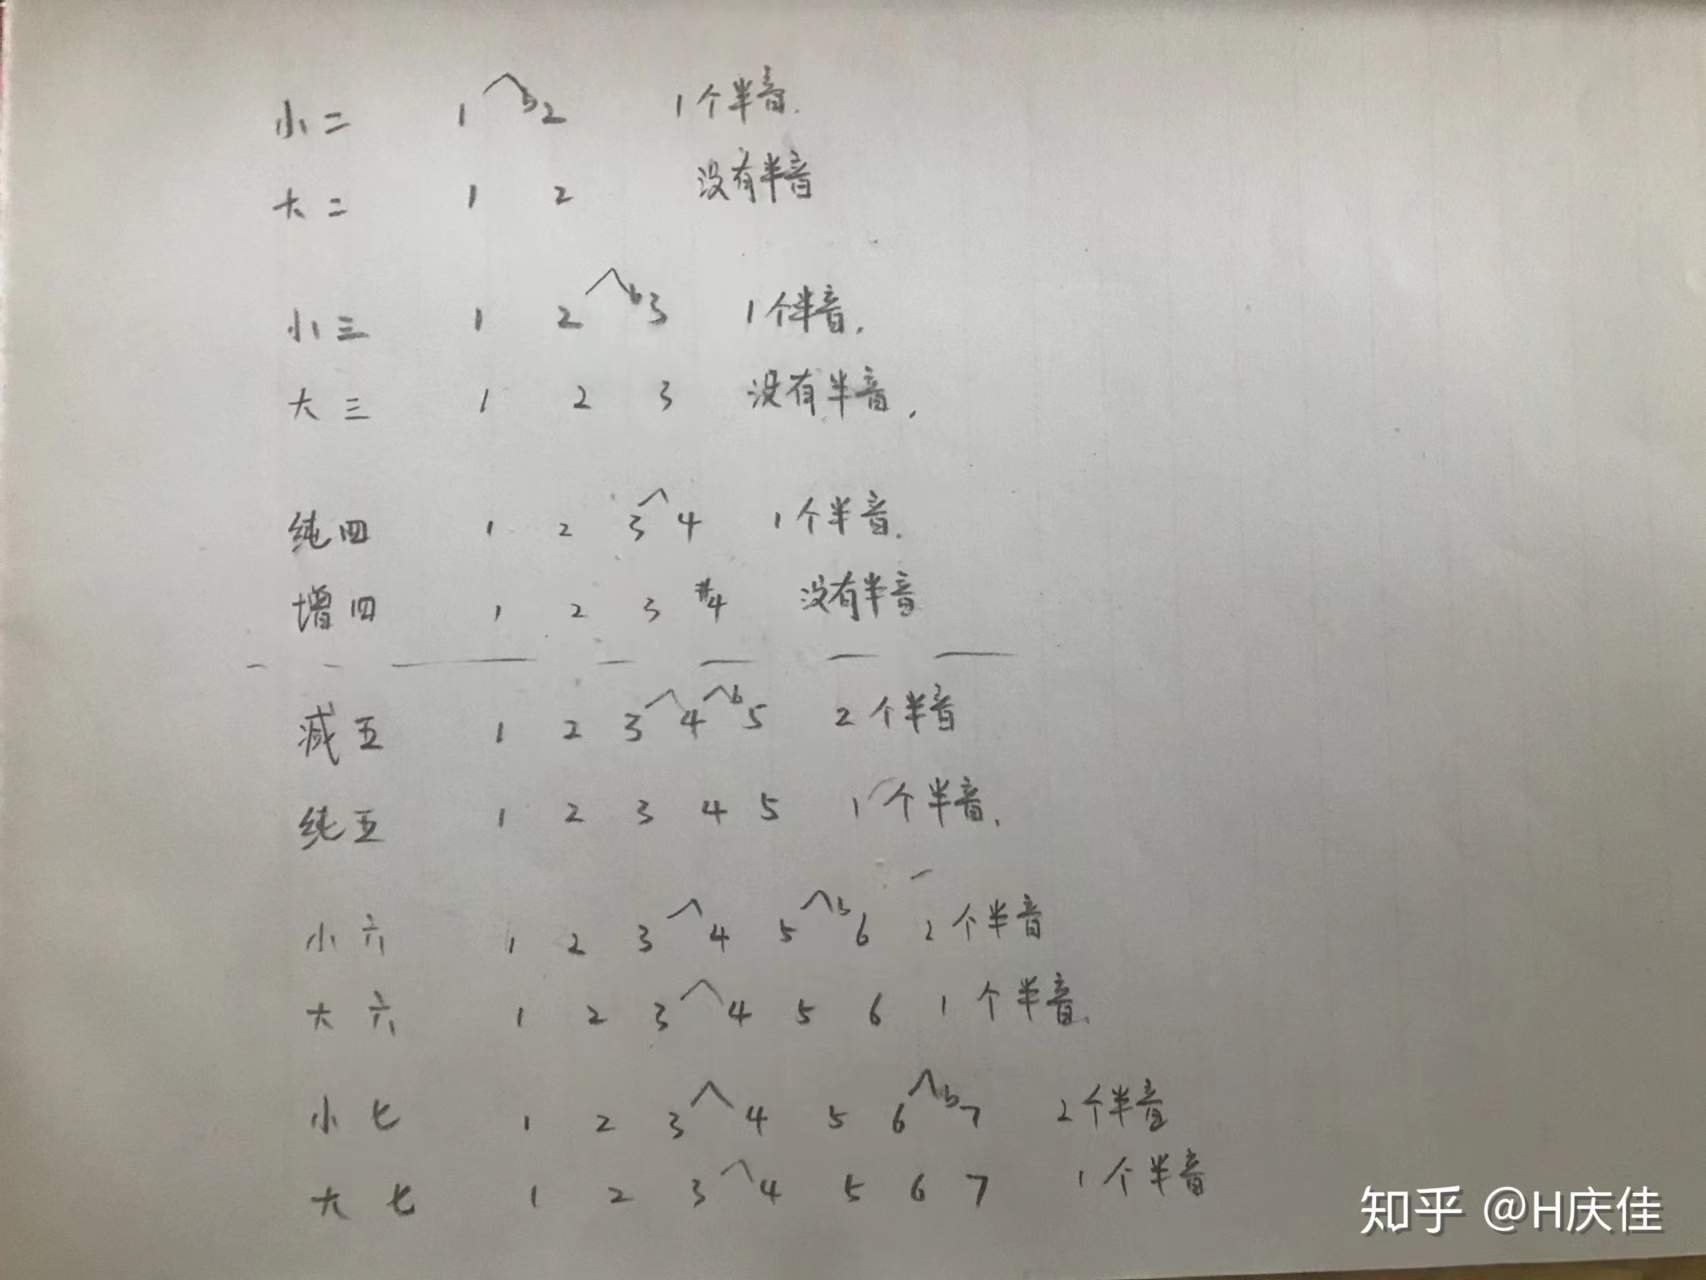 小二 1 b2 1个半音.
大二 1 2 没有半音
小三 1 2 b3 1个半音.
大三 1 2 3 没有半音.
纯四 1 2 3 4 1个半音.
增四 1 2 3 #4 没有半音
减五 1 2 3 4 b5 2个半音
纯五 1 2 3 4 5 1个半音.
小六 1 2 3 4 5 b6 2个半音
大六 1 2 3 4 5 6 1个半音.
小七 1 2 3 4 5 6 b7 2个半音
大七 1 2 3 4 5 6 7 1个半音
知乎 @H庆佳